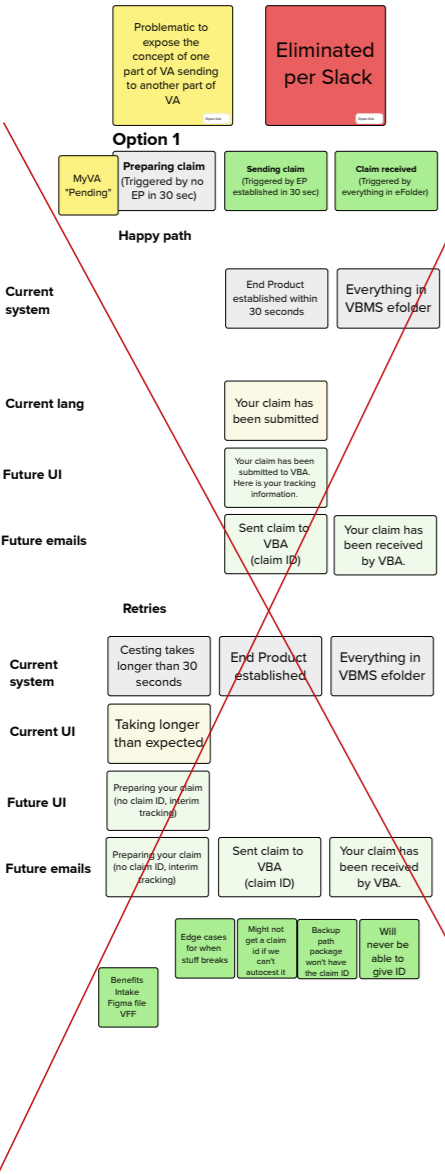 Problematic to
expose the
concept of one
part of VA sending
to another part of
VA
Eliminated
per Slack
Option 1
MyVA
"Pending"
Preparing claim
(Triggered by no
EP in 30 sec)
Sending claim
(Triggered by EP
established in 30 sec)
Claim received
(Triggered by
everything in eFolder)
Happy path
Current
system
End Product
established within
30 seconds
Everything in
VBMS efolder
Current lang
Your claim has
been submitted
Future UI
Your claim has been
submitted to VBA.
Here is your tracking
information.
Future emails
Sent claim to
VBA
(claim ID)
Your claim has
been received
by VBA.
Retries
Current
system
Cesting takes
longer than 30
seconds
End Product
established
Everything in
VBMS efolder
Current UI
Taking longer
than expected
Future UI
Preparing your claim
(no claim ID, interim
tracking)
Future emails
Preparing your claim
(no claim ID, interim
tracking)
Sent claim to
VBA
(claim ID)
Your claim has
been received
by VBA.
Edge cases
for when
stuff breaks
Might not
get a claim
id if we
can't
autocest it
Backup
path
package
won't have
the claim ID
Will
never be
able to
give ID
Benefits
Intake
Figma file
VFF